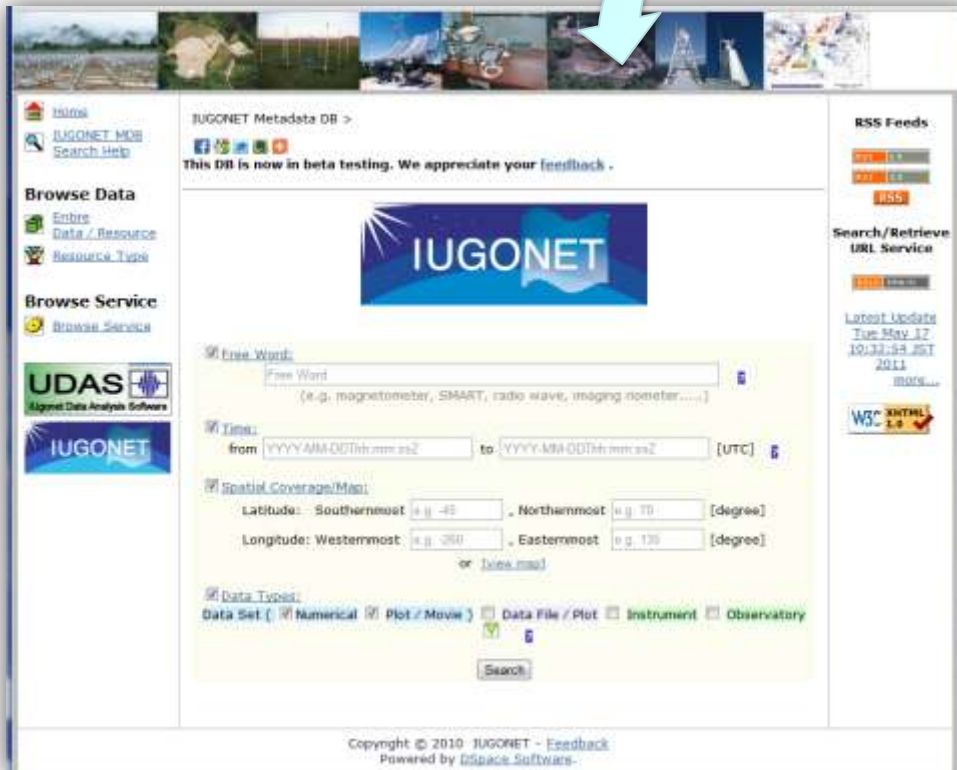 Home
IUGONET MDB
Search Help
Browse Data
Entire
Data / Resource
Resource Type
Browse Service
Browse Service
UDAS
Iugonet Data Analysis Software
IUGONET
IUGONET Metadata DB >
This DB is now in beta testing. We appreciate your feedback .
IUGONET
Free Word:
Free Word
(e.g. magnetometer, SMART, radio wave, imaging riometer.....)
Time:
from YYYY-MM-DDThh:mm:ssZ to YYYY-MM-DDThh:mm:ssZ [UTC]
Spatial Coverage/Map:
Latitude: Southernmost e.g. -45 , Northernmost e.g. 70 [degree]
Longitude: Westernmost e.g. -260 , Easternmost e.g. 135 [degree]
or [view map]
Data Types:
Data Set ( Numerical Plot / Movie ) Data File / Plot Instrument Observatory
Search
Copyright © 2010 IUGONET - Feedback
Powered by DSpace Software.
RSS Feeds
RSS
Search/Retrieve
URL Service
Latest Update
Tue May 17
10:32:54 JST
2011
more...
W3C XHTML
1.0